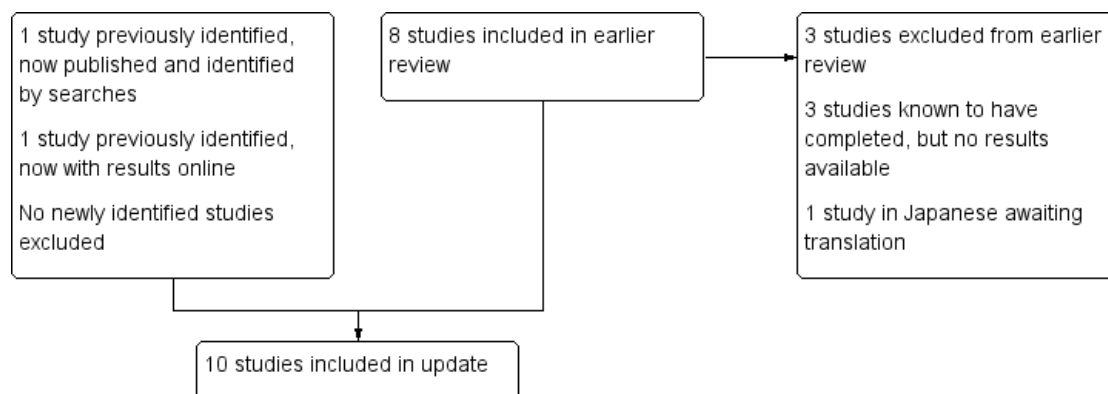 1 study previously identified,
now published and identified
by searches
1 study previously identified,
now with results online
No newly identified studies
excluded
8 studies included in earlier
review
3 studies excluded from earlier
review
3 studies known to have
completed, but no results
available
1 study in Japanese awaiting
translation
10 studies included in update